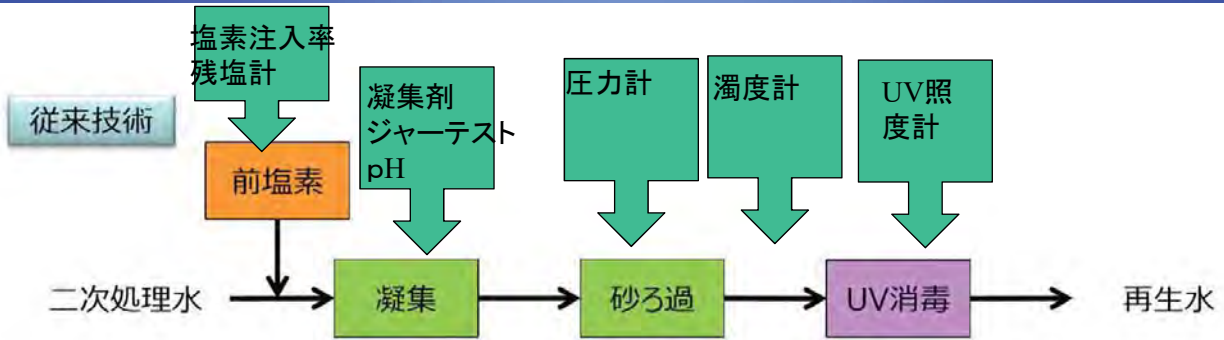 塩素注入率
残塩計
従来技術
凝集剤
ジャーテスト
pH
圧力計
濁度計
UV照
度計
前塩素
二次処理水
凝集
砂ろ過
UV消毒
再生水